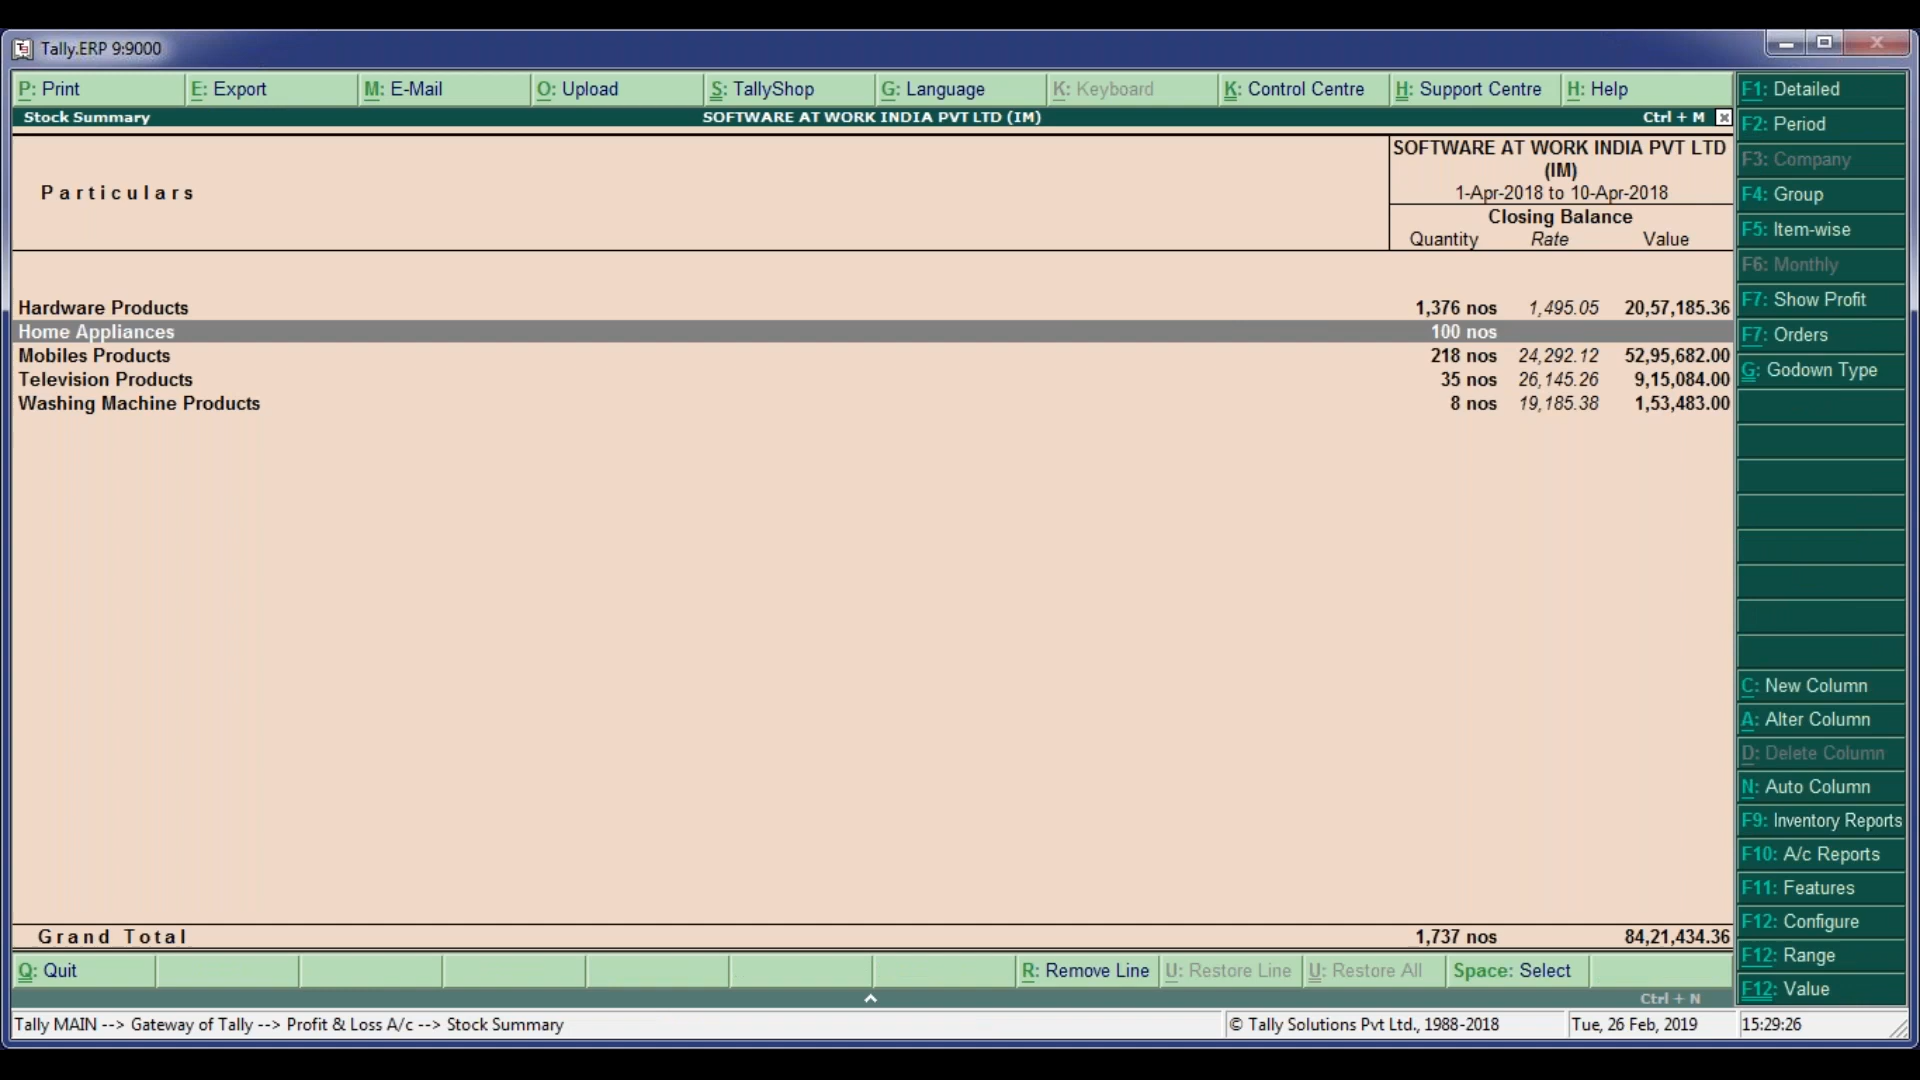 Tally.ERP 9:9000
P: Print E: Export M: E-Mail O: Upload S: TallyShop G: Language K: Keyboard K: Control Centre H: Support Centre H: Help
Stock Summary SOFTWARE AT WORK INDIA PVT LTD (IM) Ctrl + M
Particulars
SOFTWARE AT WORK INDIA PVT LTD
(IM)
1-Apr-2018 to 10-Apr-2018
Closing Balance
Quantity Rate Value
Hardware Products 1,376 nos 1,495.05 20,57,185.36
Home Appliances 100 nos
Mobiles Products 218 nos 24,292.12 52,95,682.00
Television Products 35 nos 26,145.26 9,15,084.00
Washing Machine Products 8 nos 19,185.38 1,53,483.00
Grand Total 1,737 nos 84,21,434.36
F1: Detailed
F2: Period
F3: Company
F4: Group
F5: Item-wise
F6: Monthly
F7: Show Profit
F7: Orders
G: Godown Type
C: New Column
A: Alter Column
D: Delete Column
N: Auto Column
F9: Inventory Reports
F10: A/c Reports
F11: Features
F12: Configure
F12: Range
F12: Value
Q: Quit R: Remove Line U: Restore Line U: Restore All Space: Select
Ctrl + N
Tally MAIN --> Gateway of Tally --> Profit & Loss A/c --> Stock Summary © Tally Solutions Pvt Ltd., 1988-2018 Tue, 26 Feb, 2019 15:29:26